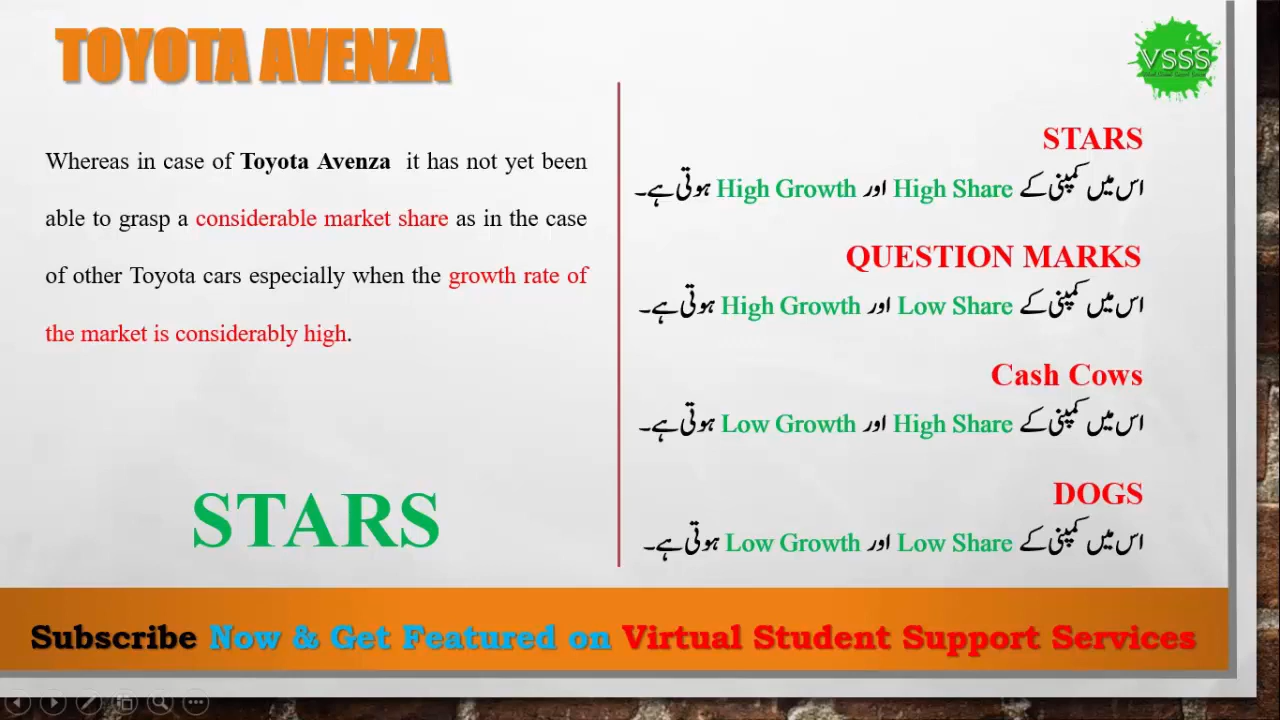 TOYOTA AVENZA
VSSS
Whereas in case of Toyota Avenza it has not yet been
able to grasp a considerable market share as in the case
of other Toyota cars especially when the growth rate of
the market is considerably high.
STARS
STARS
اس میں کمپنی کے High Share اور High Growth ہوتی ہے۔
QUESTION MARKS
اس میں کمپنی کے Low Share اور High Growth ہوتی ہے۔
Cash Cows
اس میں کمپنی کے High Share اور Low Growth ہوتی ہے۔
DOGS
اس میں کمپنی کے Low Share اور Low Growth ہوتی ہے۔
Subscribe Now & Get Featured on Virtual Student Support Services